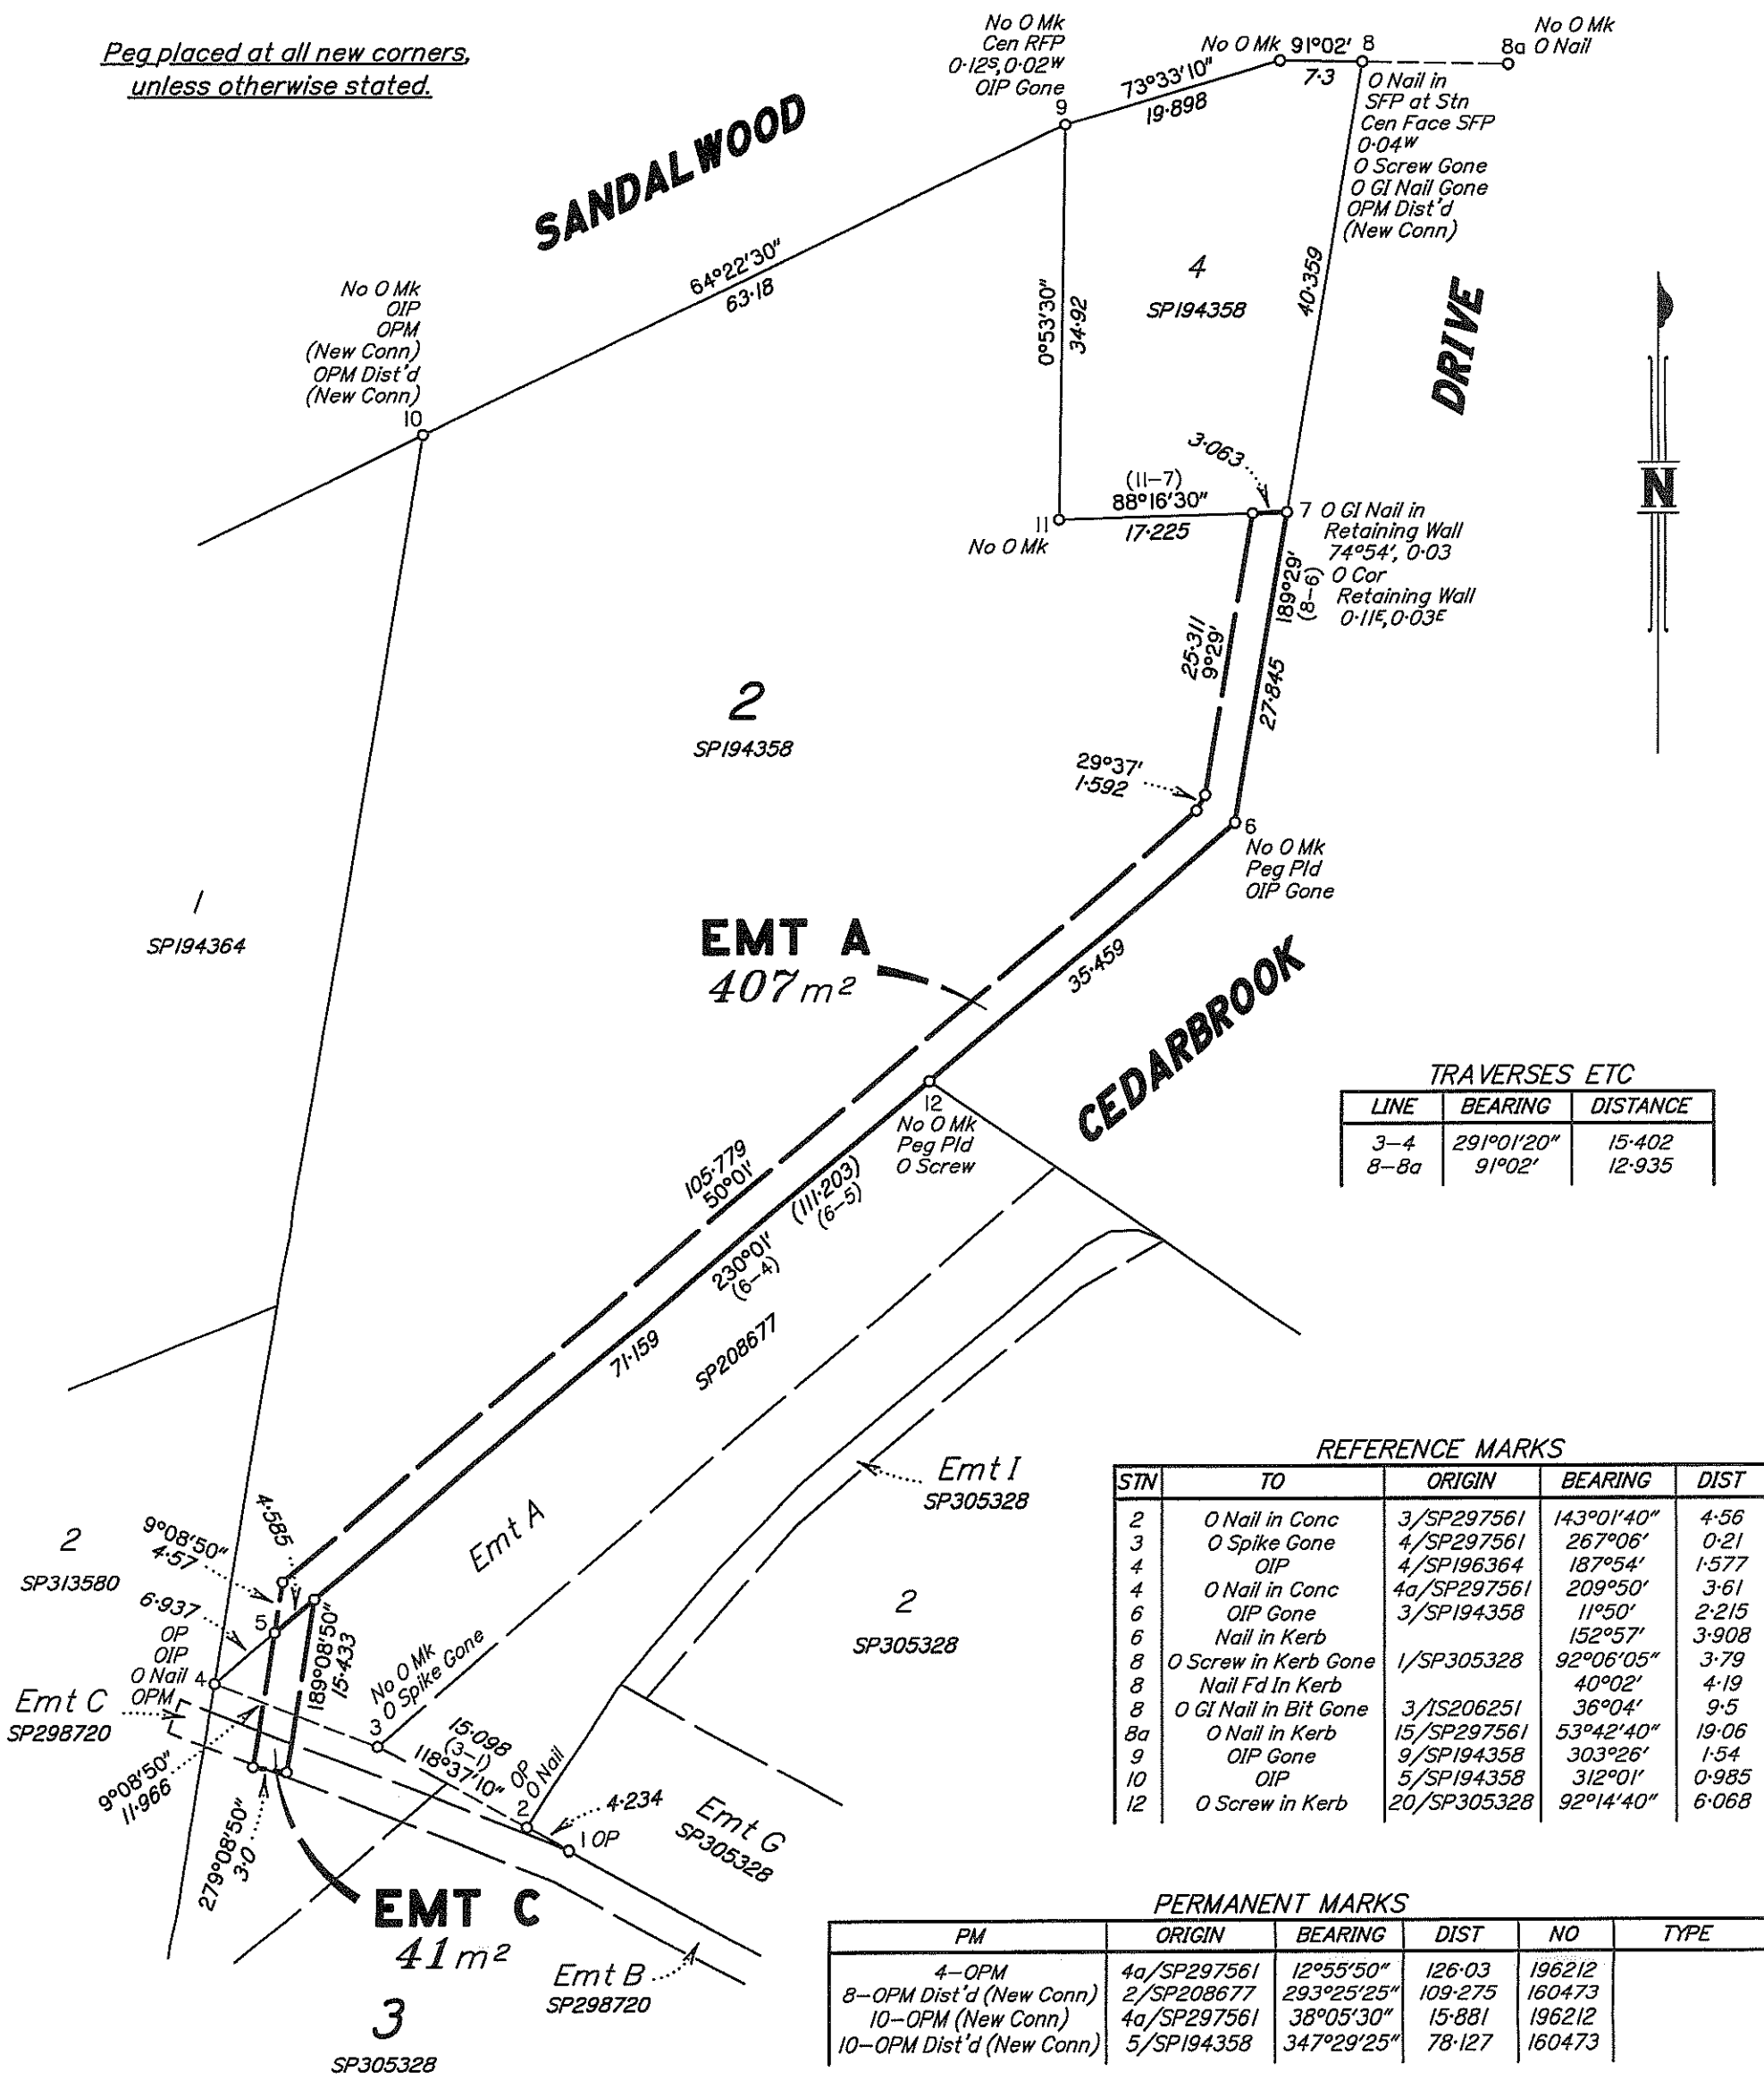 Peg placed at all new corners,
unless otherwise stated.
No O Mk
Cen RFP
0·12S, 0·02W
OIP Gone
9
73°33'10"
19·898
No O Mk
91°02'
7·3
8
8a
No O Mk
O Nail
O Nail in
SFP at Stn
Cen Face SFP
0·04W
O Screw Gone
O GI Nail Gone
OPM Dist'd
(New Conn)
SANDALWOOD
64°22'30"
63·18
No O Mk
OIP
OPM
(New Conn)
OPM Dist'd
(New Conn)
10
0°53'30"
34·92
4
SP194358
40·359
DRIVE
N
3·063
(11–7)
88°16'30"
17·225
11
No O Mk
7
O GI Nail in
Retaining Wall
74°54', 0·03
O Cor
Retaining Wall
0·11E, 0·03E
189°29'
(8–6)
25·311
9°29'
27·845
2
SP194358
29°37'
1·592
6
No O Mk
Peg Pld
OIP Gone
1
SP194364
EMT A
407 m²
35·459
CEDARBROOK
12
No O Mk
Peg Pld
O Screw
105·779
50°01'
(111·203)
(6–5)
230°01'
(6–4)
71·159
SP208677
TRAVERSES ETC
LINE BEARING DISTANCE
3–4 291°01'20" 15·402
8–8a 91°02' 12·935
Emt I
SP305328
Emt A
2
SP313580
4·585
9°08'50"
4·57
6·937
5
OP
OIP
O Nail
OPM
4
189°08'50"
15·433
No O Mk
O Spike Gone
3
2
SP305328
Emt C
SP298720
15·098
(3–1)
118°37'10"
OP
O Nail
2
4·234
1 OP
Emt G
SP305328
9°08'50"
11·966
279°08'50"
3·0
EMT C
41 m²
Emt B
SP298720
3
SP305328
REFERENCE MARKS
STN TO ORIGIN BEARING DIST
2 O Nail in Conc 3/SP297561 143°01'40" 4·56
3 O Spike Gone 4/SP297561 267°06' 0·21
4 OIP 4/SP196364 187°54' 1·577
4 O Nail in Conc 4a/SP297561 209°50' 3·61
6 OIP Gone 3/SP194358 11°50' 2·215
6 Nail in Kerb 152°57' 3·908
8 O Screw in Kerb Gone 1/SP305328 92°06'05" 3·79
8 Nail Fd In Kerb 40°02' 4·19
8 O GI Nail in Bit Gone 3/IS206251 36°04' 9·5
8a O Nail in Kerb 15/SP297561 53°42'40" 19·06
9 OIP Gone 9/SP194358 303°26' 1·54
10 OIP 5/SP194358 312°01' 0·985
12 O Screw in Kerb 20/SP305328 92°14'40" 6·068
PERMANENT MARKS
PM ORIGIN BEARING DIST NO TYPE
4–OPM 4a/SP297561 12°55'50" 126·03 196212
8–OPM Dist'd (New Conn) 2/SP208677 293°25'25" 109·275 160473
10–OPM (New Conn) 4a/SP297561 38°05'30" 15·881 196212
10–OPM Dist'd (New Conn) 5/SP194358 347°29'25" 78·127 160473